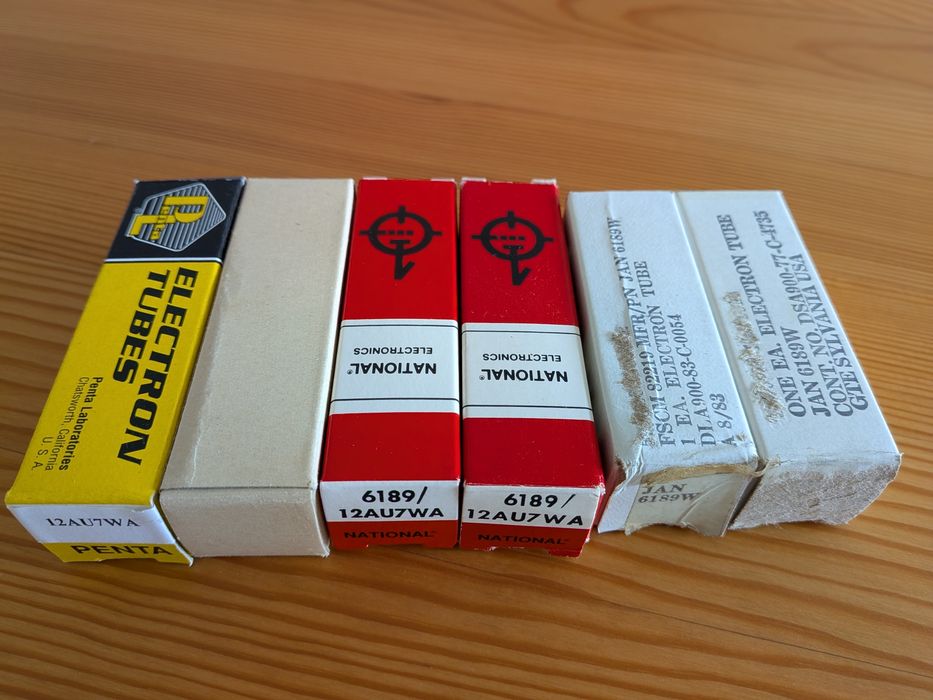 PL
ELECTRON
TUBES
Penta Laboratories
Chatsworth, California
U. S. A.
12AU7WA
PENTA
NATIONAL®
ELECTRONICS
6189/
12AU7WA
NATIONAL®
NATIONAL®
ELECTRONICS
6189/
12AU7WA
NATIONAL®
FSCM 82219 MFR/PN JAN 6189W
1 EA. ELECTRON TUBE
DLA900-83-C-0054
A 8/83
JAN
6189W
ONE EA. ELECTRON TUBE
JAN 6189W
CONT. NO. DSA900-77-C-4735
GTE SYLVANIA USA